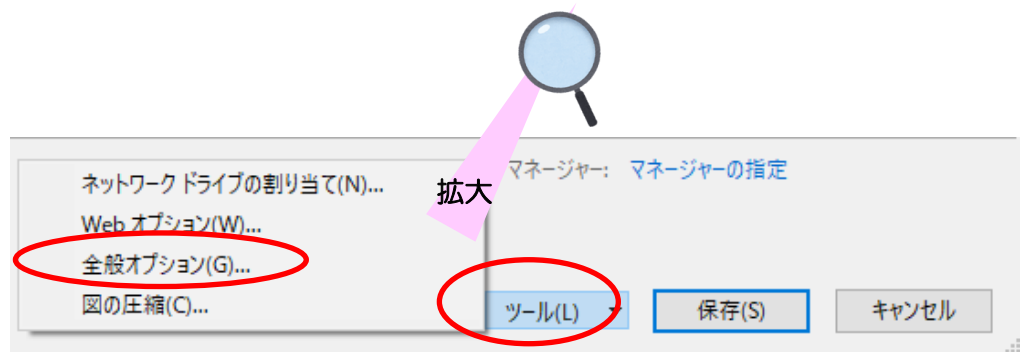 マネージャー: マネージャーの指定
ネットワーク ドライブの割り当て(N)...
拡大
Web オプション(W)...
全般オプション(G)...
図の圧縮(C)...
ツール(L) 保存(S) キャンセル